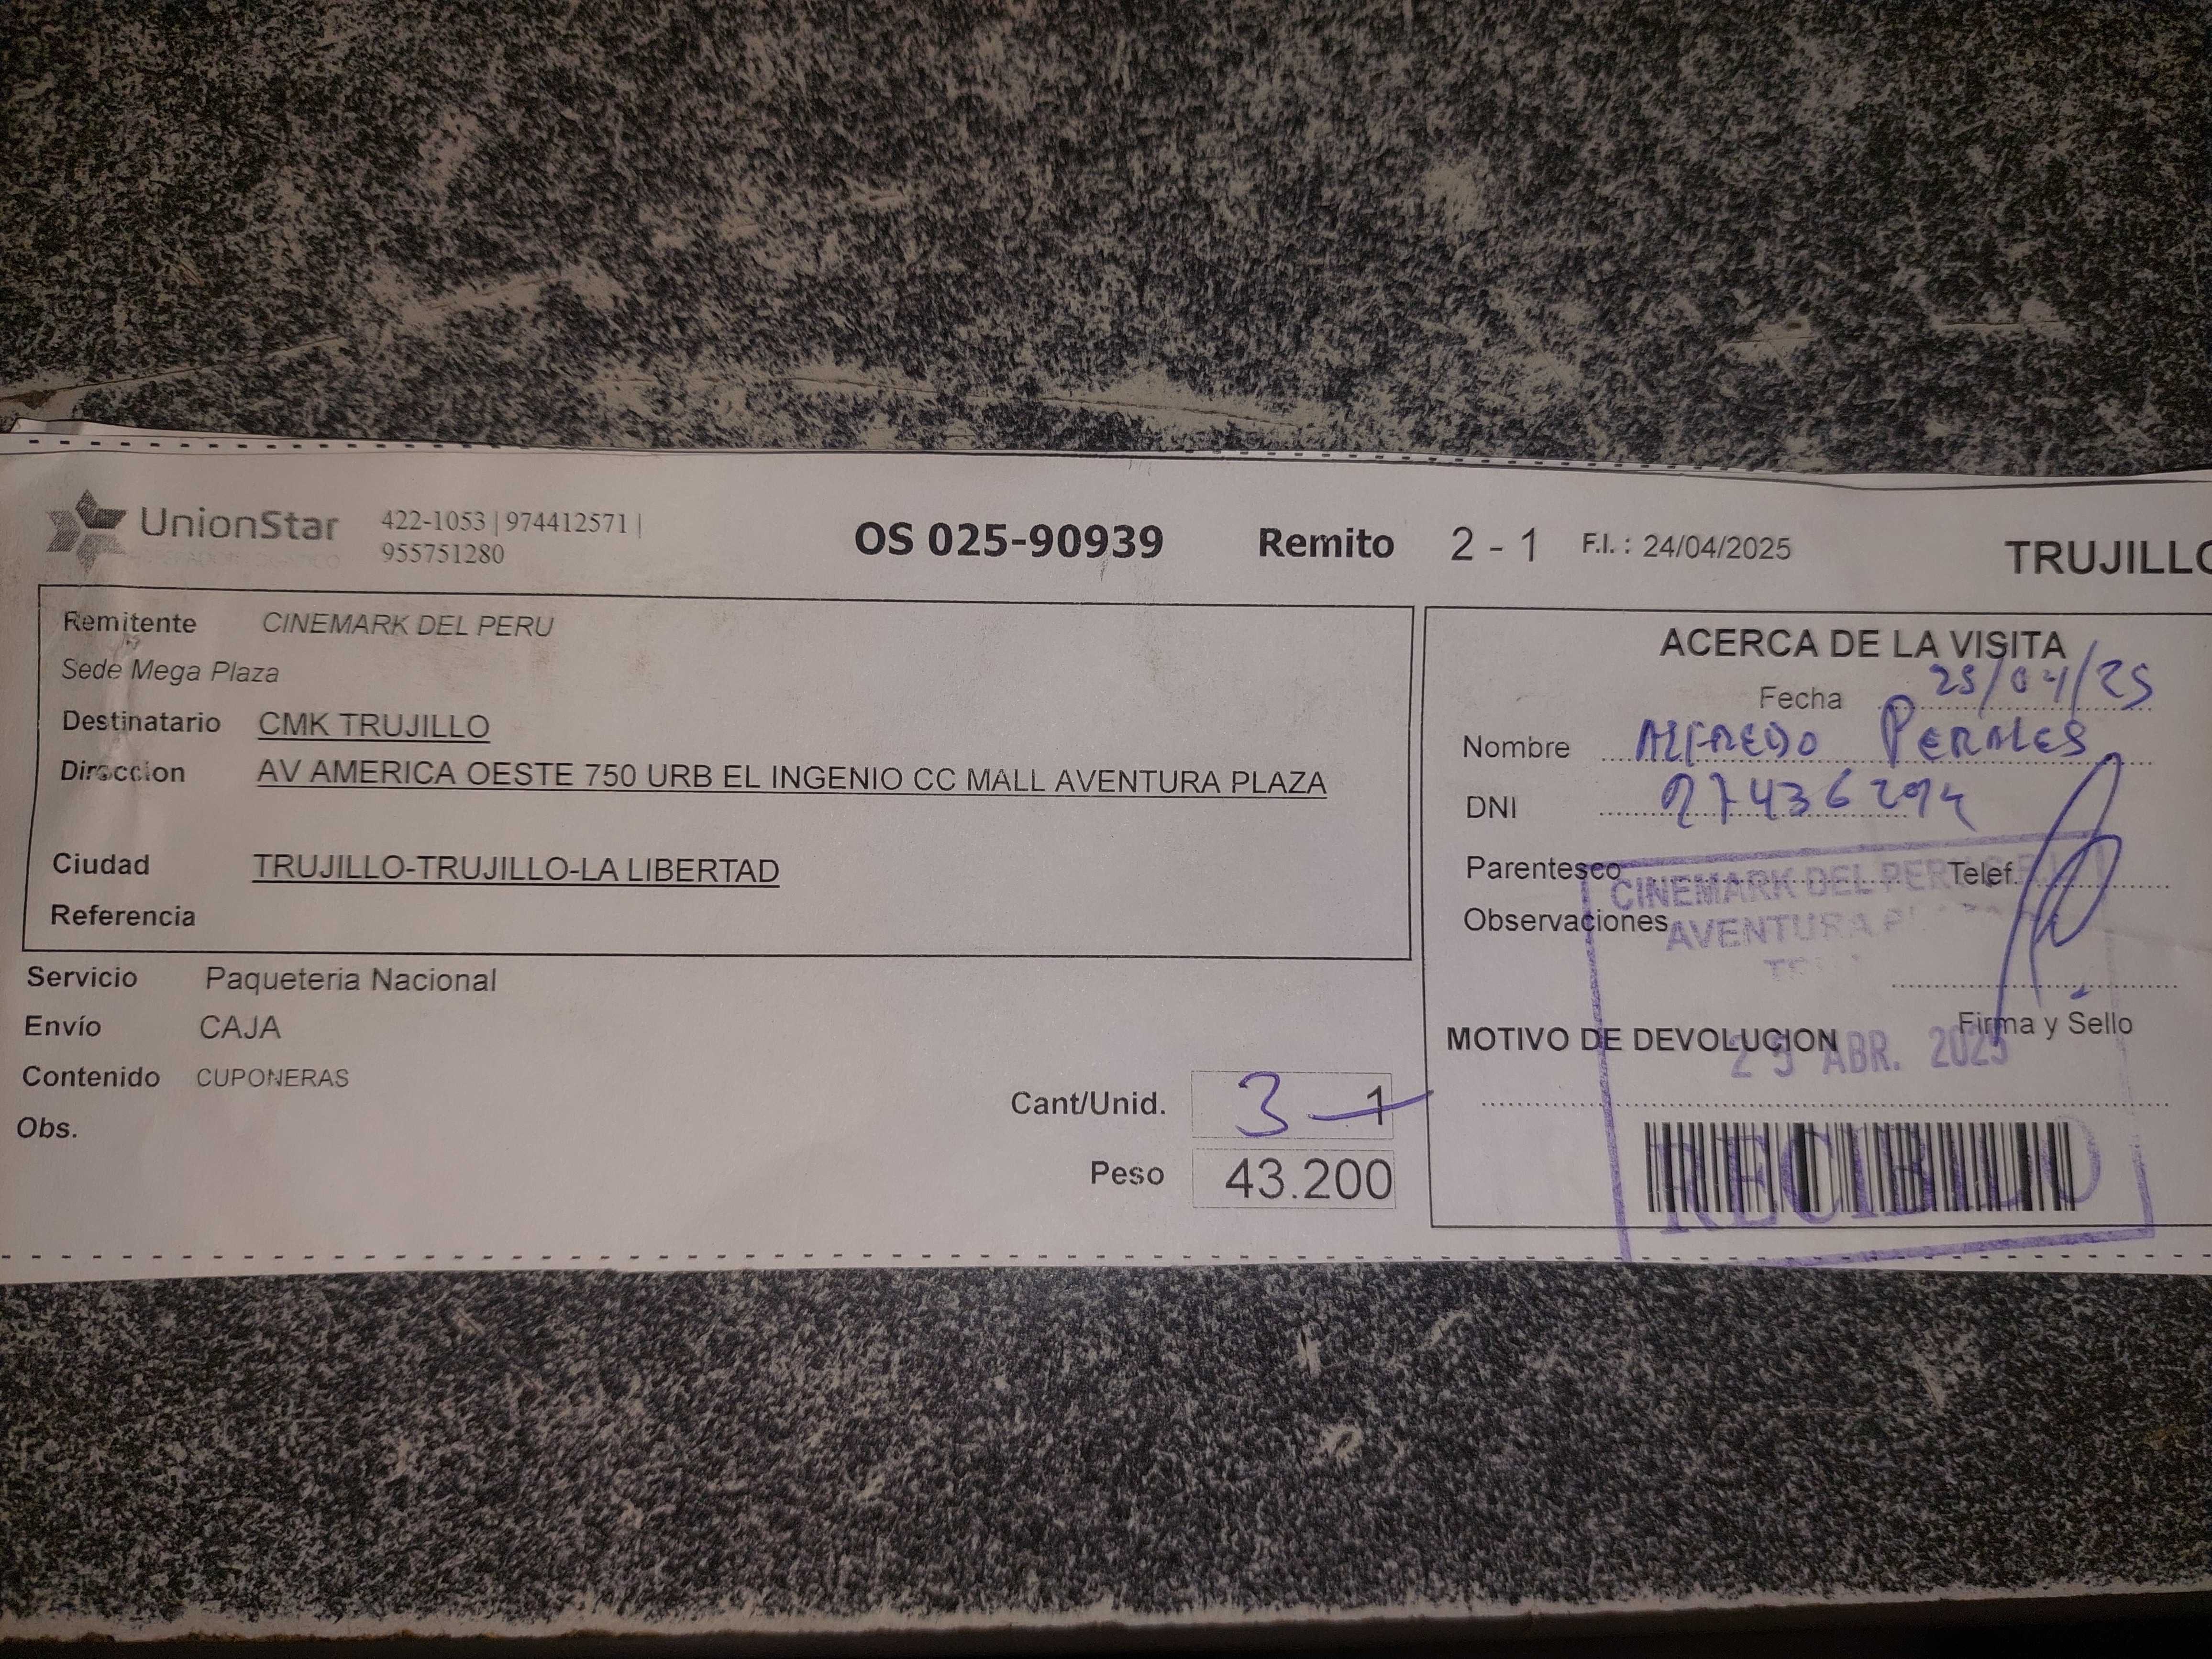 UnionStar
422-1053 | 974412571 |
955751280
OS 025-90939 Remito 2 - 1 F.I. : 24/04/2025
TRUJILLO
Remitente CINEMARK DEL PERU
Sede Mega Plaza
Destinatario CMK TRUJILLO
Direccion AV AMERICA OESTE 750 URB EL INGENIO CC MALL AVENTURA PLAZA
Ciudad TRUJILLO-TRUJILLO-LA LIBERTAD
Referencia
Servicio Paqueteria Nacional
Envío CAJA
Contenido CUPONERAS
Obs.
Cant/Unid. 3 1
Peso 43.200
ACERCA DE LA VISITA
Fecha 25/04/25
Nombre ALFREDO PERALES
DNI
Parentesco Telef.
Observaciones
CINEMARK DEL
AVENTURA
Firma y Sello
MOTIVO DE DEVOLUCION
ABR. 2025
RECIBIDO